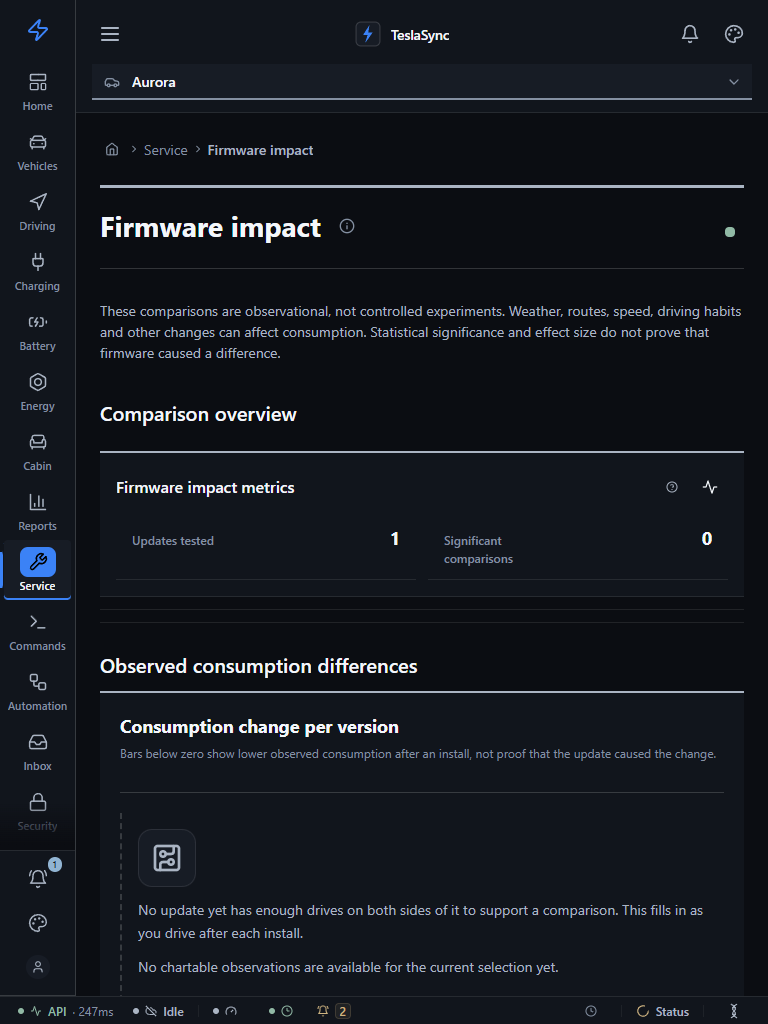 TeslaSync
Aurora
Home
Vehicles
Driving
Charging
Battery
Energy
Cabin
Reports
Service
Commands
Automation
Inbox
Security
1
Service
Firmware impact
Firmware impact
These comparisons are observational, not controlled experiments. Weather, routes, speed, driving habits
and other changes can affect consumption. Statistical significance and effect size do not prove that
firmware caused a difference.
Comparison overview
Firmware impact metrics
Updates tested
1
Significant
comparisons
0
Observed consumption differences
Consumption change per version
Bars below zero show lower observed consumption after an install, not proof that the update caused the change.
No update yet has enough drives on both sides of it to support a comparison. This fills in as
you drive after each install.
No chartable observations are available for the current selection yet.
API · 247ms
Idle
2
Status